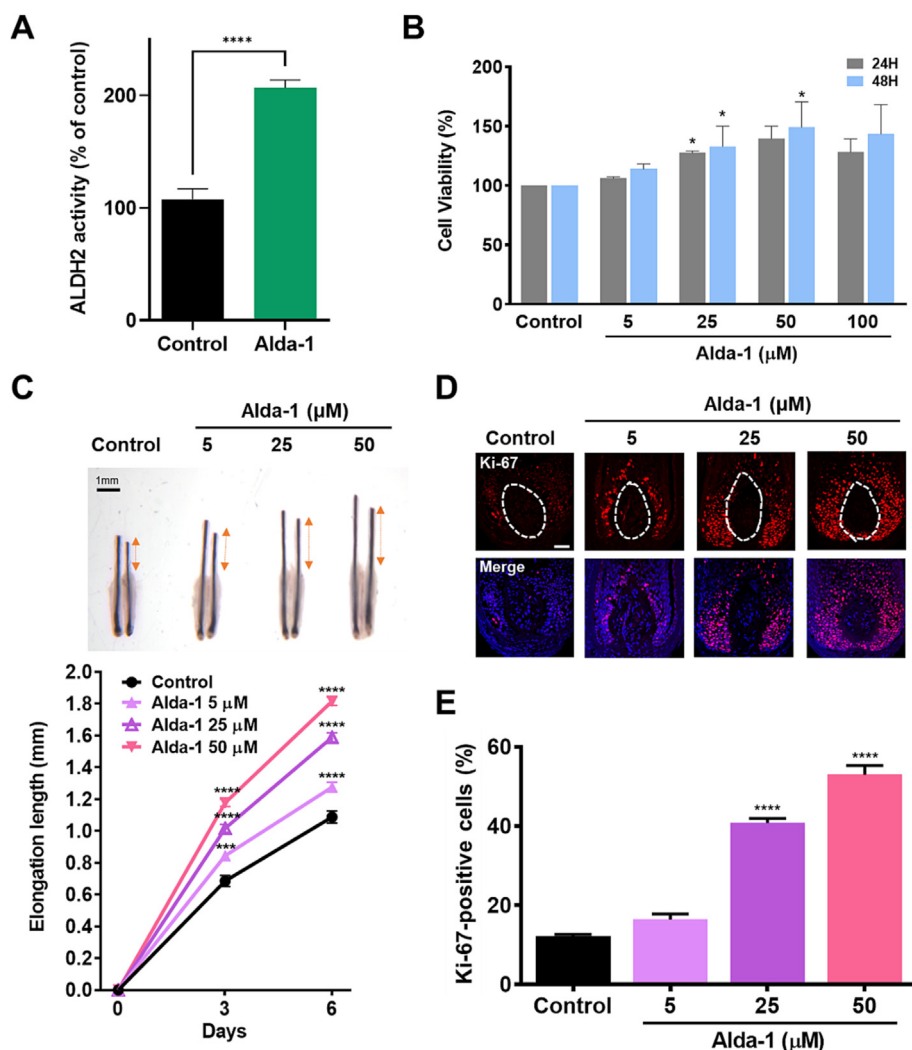 A
****
ALDH2 activity (% of control)
200
100
0
Control Alda-1
B
24H
48H
Cell Viability (%)
200
150
100
50
0
* * *
Control 5 25 50 100
Alda-1 (μM)
C
Alda-1 (μM)
Control 5 25 50
1mm
Control
Alda-1 5 μM
Alda-1 25 μM
Alda-1 50 μM
Elongation length (mm)
2.0
1.8
1.6
1.4
1.2
1.0
0.8
0.6
0.4
0.2
0.0
****
****
****
****
****
***
0 3 6
Days
D
Alda-1 (μM)
Control 5 25 50
Ki-67
Merge
E
Ki-67-positive cells (%)
60
40
20
0
****
****
Control 5 25 50
Alda-1 (μM)